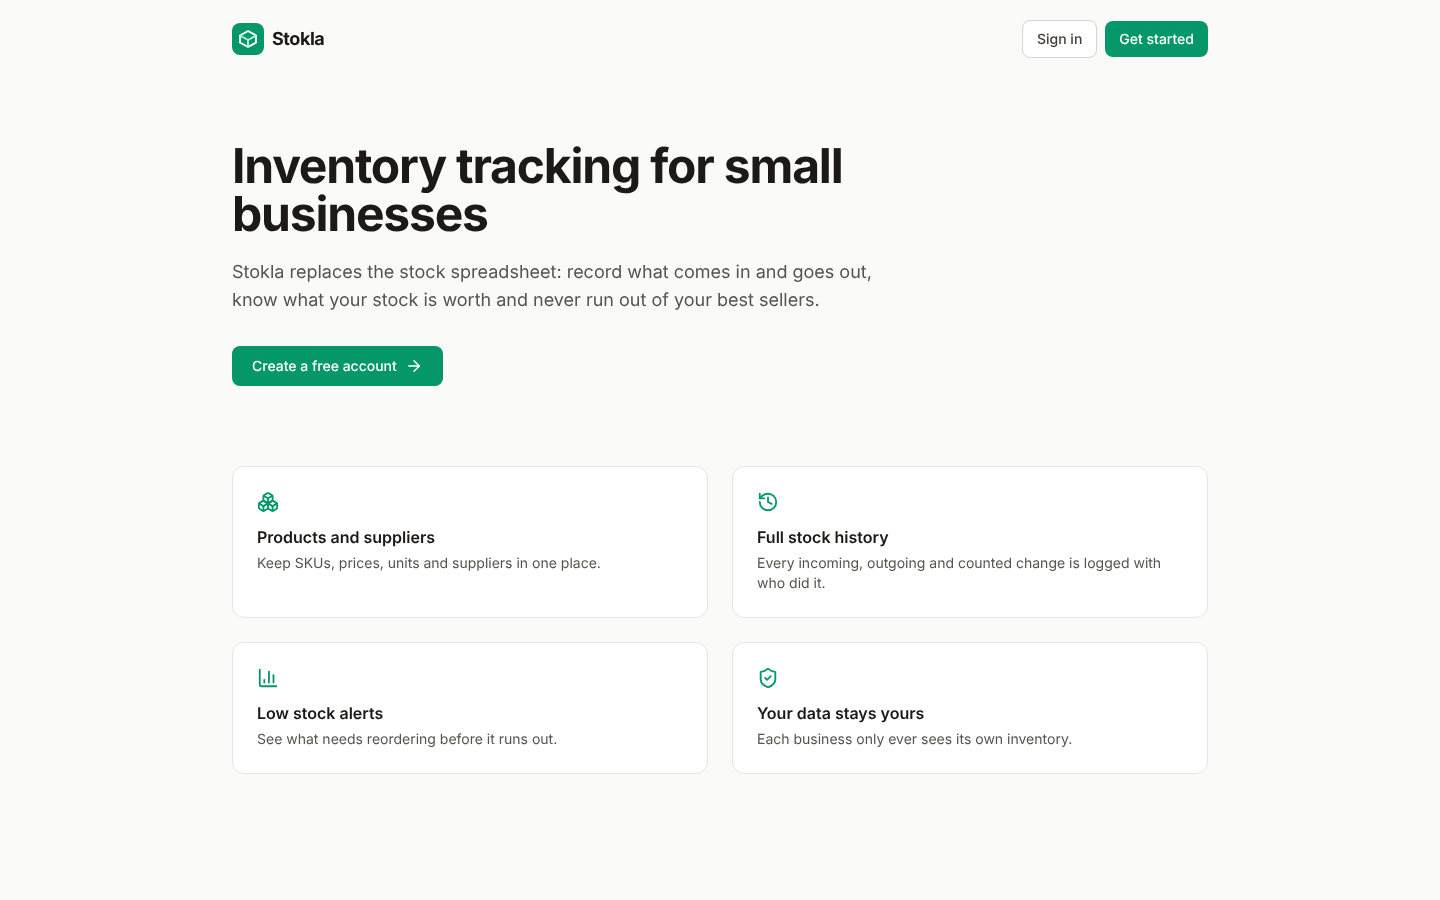 Stokla
Sign in
Get started
Inventory tracking for small
businesses
Stokla replaces the stock spreadsheet: record what comes in and goes out,
know what your stock is worth and never run out of your best sellers.
Create a free account
Products and suppliers
Keep SKUs, prices, units and suppliers in one place.
Full stock history
Every incoming, outgoing and counted change is logged with
who did it.
Low stock alerts
See what needs reordering before it runs out.
Your data stays yours
Each business only ever sees its own inventory.